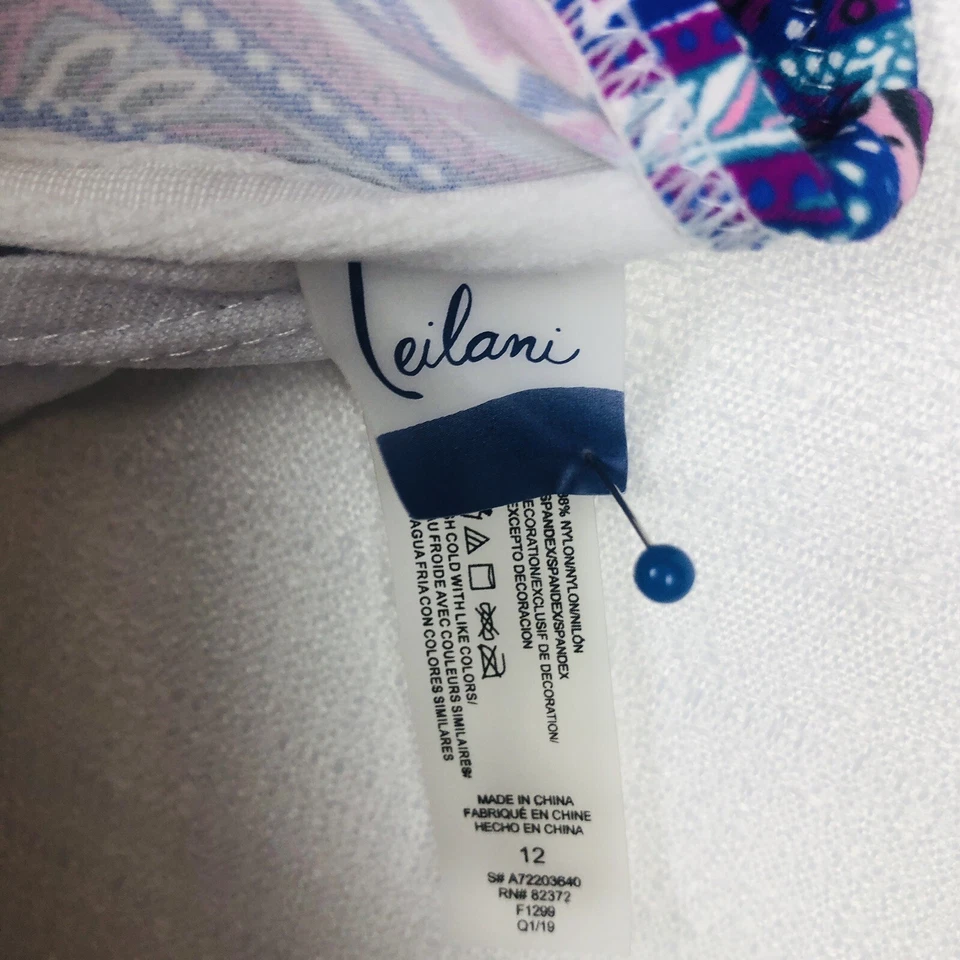 Leilani
NYLON/NYLON/NILÓN
SPANDEX/SPANDEX/SPANDEX
ECORATION/EXCLUSIF DE DECORATION/
EXCEPTO DECORACION
H COLD WITH LIKE COLORS/
U FROIDE AVEC COULEURS SIMILAIRES/
AGUA FRIA CON COLORES SIMILARES
MADE IN CHINA
FABRIQUÉ EN CHINE
HECHO EN CHINA
12
S# A72203640
RN# 82372
F1299
Q1/19